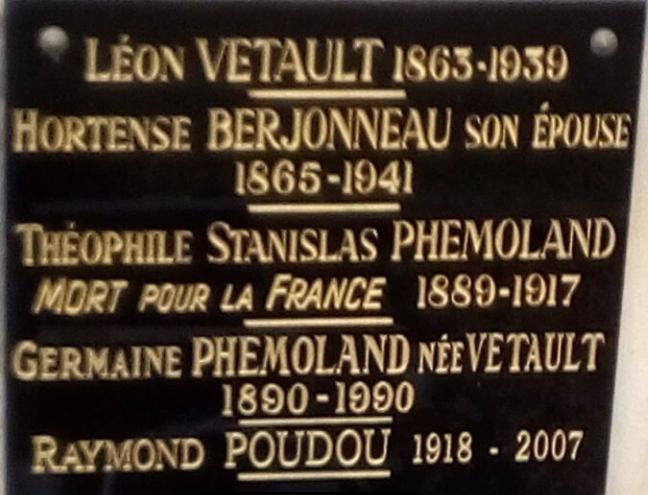 LÉON VETAULT 1863-1939
HORTENSE BERJONNEAU SON ÉPOUSE
1865-1941
THÉOPHILE STANISLAS PHEMOLAND
MORT POUR LA FRANCE 1889-1917
GERMAINE PHEMOLAND NÉE VETAULT
1890-1990
RAYMOND POUDOU 1918 - 2007